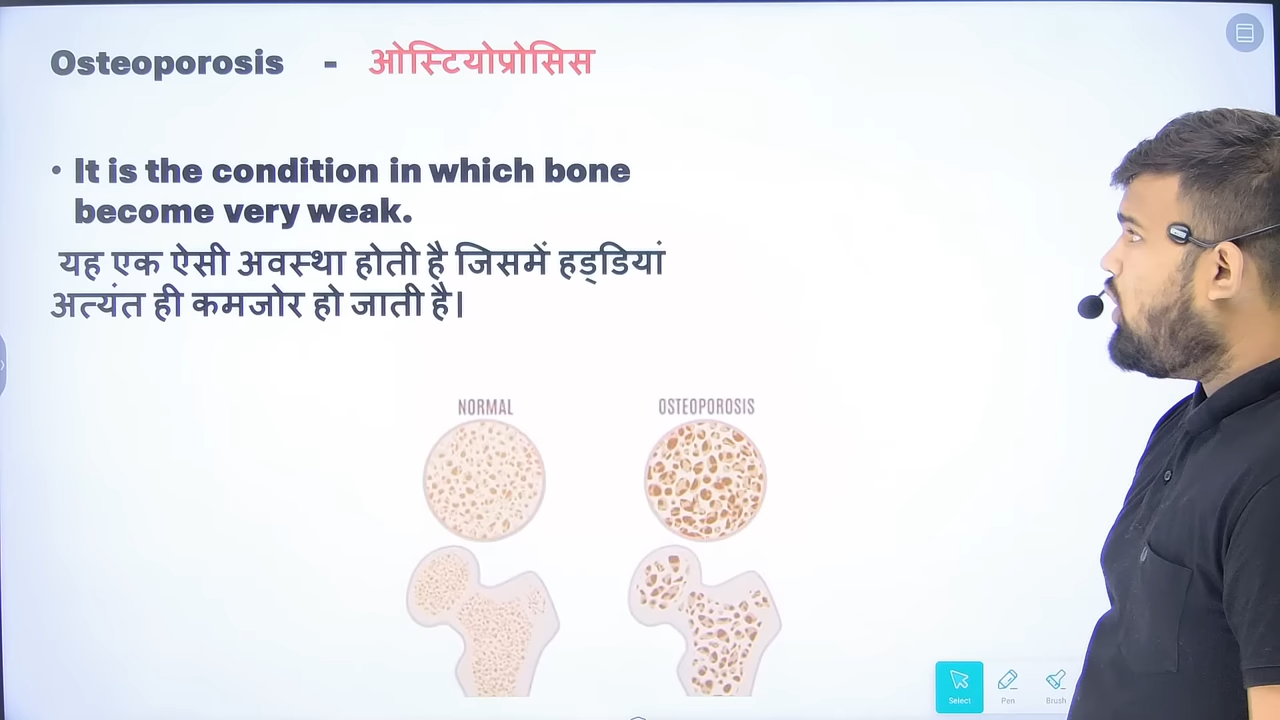 Osteoporosis - ओस्टियोप्रोसिस
• It is the condition in which bone
become very weak.
यह एक ऐसी अवस्था होती है जिसमें हड्डियां
अत्यंत ही कमजोर हो जाती है।
NORMAL OSTEOPOROSIS
Select Pen Brush